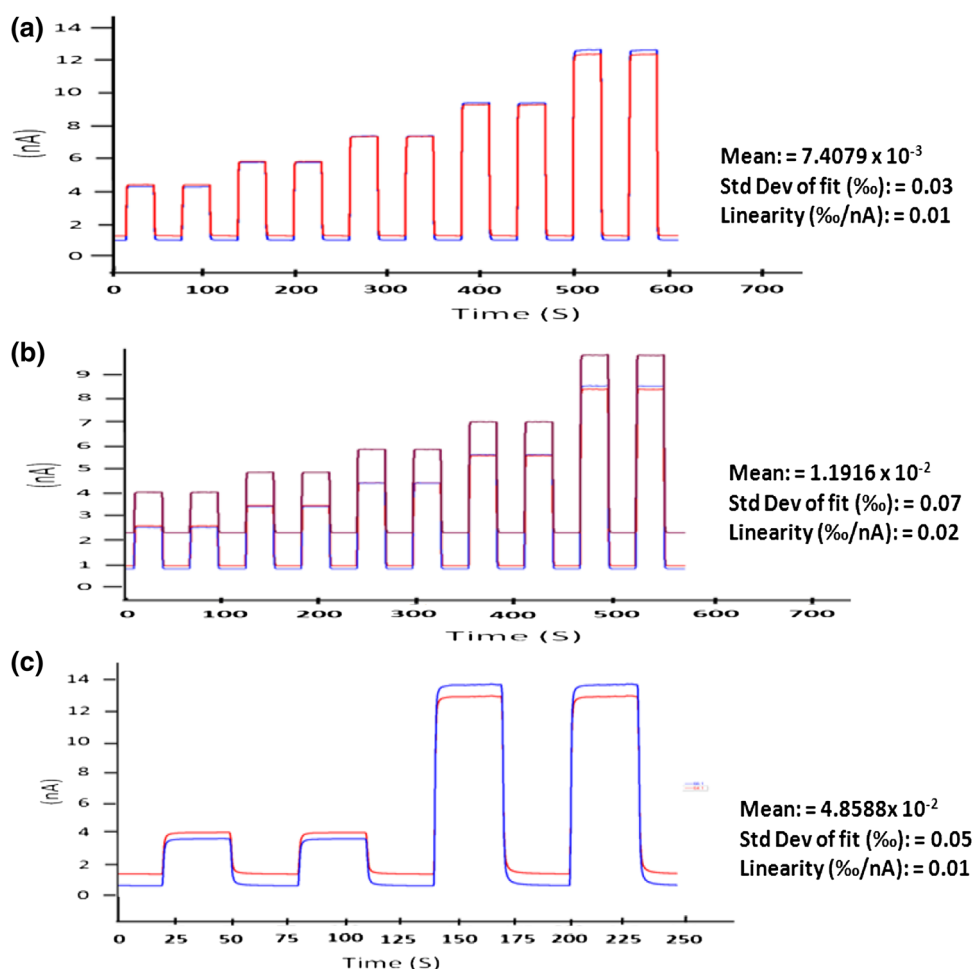 (a)
14
12
10
8
6
4
2
0
(nA)
0 100 200 300 400 500 600 700
Time (S)
Mean: = 7.4079 x 10⁻³
Std Dev of fit (‰): = 0.03
Linearity (‰/nA): = 0.01
(b)
9
8
7
6
5
4
3
2
1
0
(nA)
0 100 200 300 400 500 600 700
Time (S)
Mean: = 1.1916 x 10⁻²
Std Dev of fit (‰): = 0.07
Linearity (‰/nA): = 0.02
(c)
14
12
10
8
6
4
2
0
(nA)
0 25 50 75 100 125 150 175 200 225 250
Time (S)
Mean: = 4.8588x 10⁻²
Std Dev of fit (‰): = 0.05
Linearity (‰/nA): = 0.01